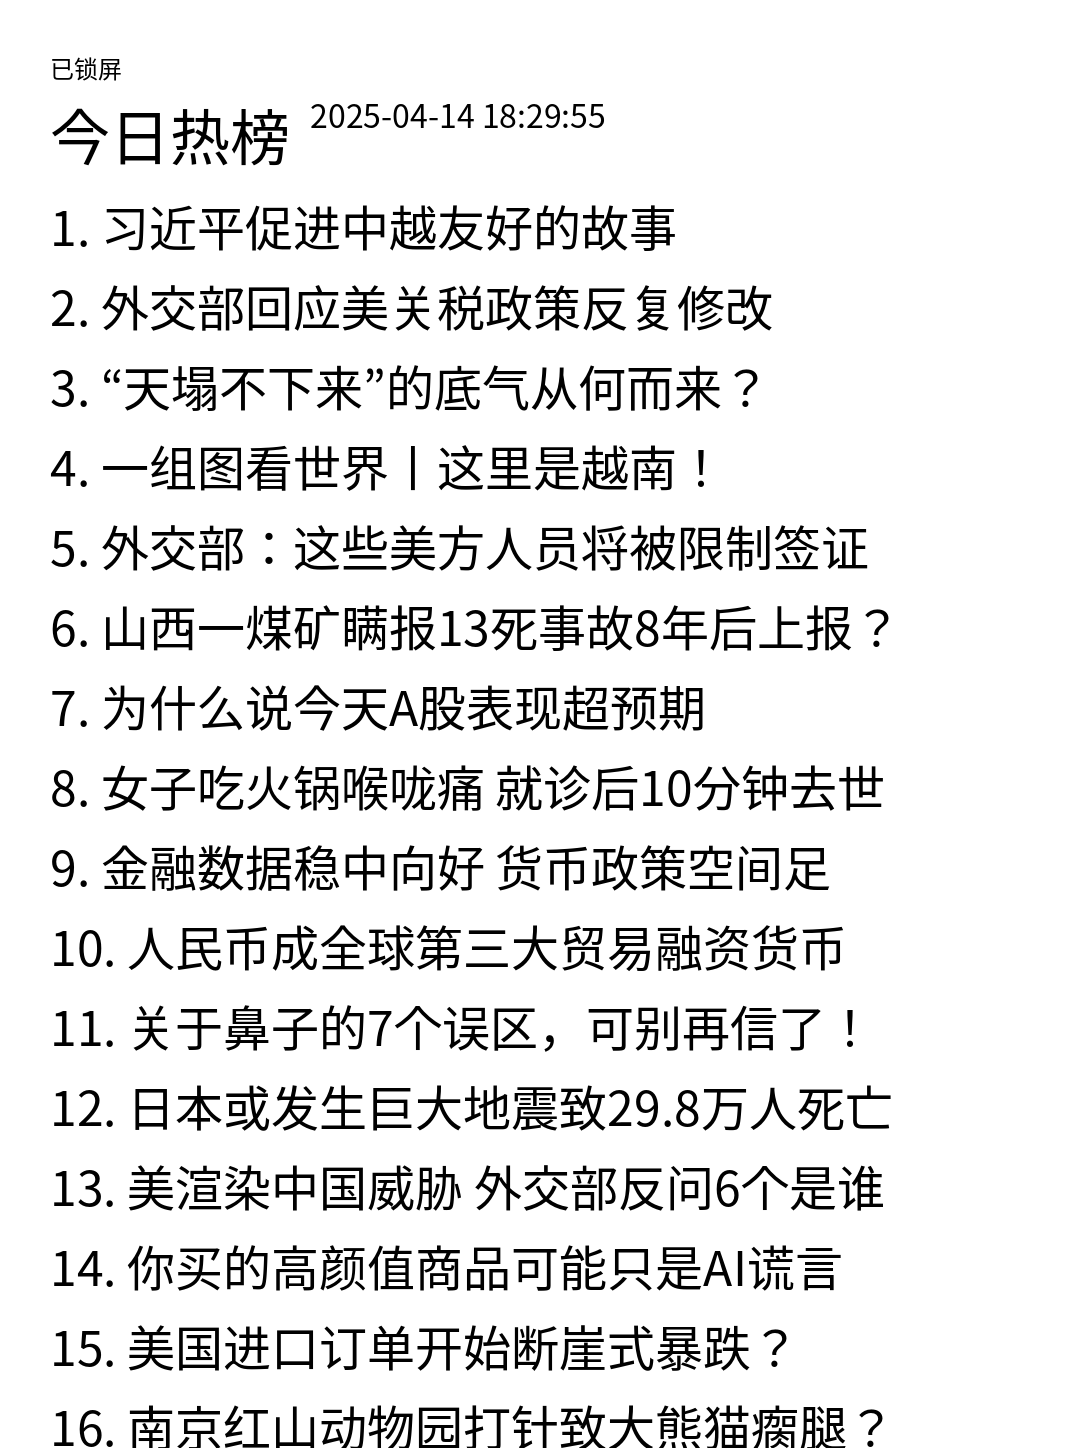 已锁屏
今日热榜 2025-04-14 18:29:55
1. 习近平促进中越友好的故事
2. 外交部回应美关税政策反复修改
3. “天塌不下来”的底气从何而来？
4. 一组图看世界丨这里是越南！
5. 外交部：这些美方人员将被限制签证
6. 山西一煤矿瞒报13死事故8年后上报？
7. 为什么说今天A股表现超预期
8. 女子吃火锅喉咙痛 就诊后10分钟去世
9. 金融数据稳中向好 货币政策空间足
10. 人民币成全球第三大贸易融资货币
11. 关于鼻子的7个误区，可别再信了！
12. 日本或发生巨大地震致29.8万人死亡
13. 美渲染中国威胁 外交部反问6个是谁
14. 你买的高颜值商品可能只是AI谎言
15. 美国进口订单开始断崖式暴跌？
16. 南京红山动物园打针致大熊猫瘸腿？